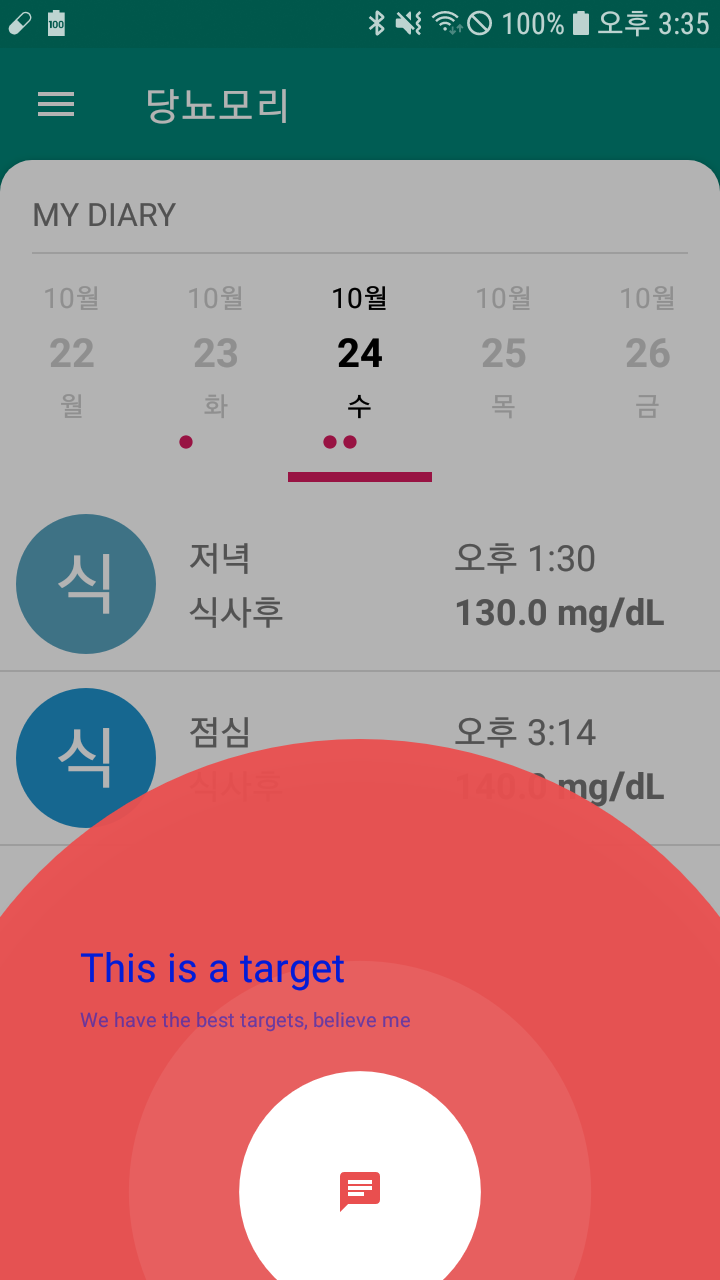 100
100% 오후 3:35
당뇨모리
MY DIARY
10월 10월 10월 10월 10월
22 23 24 25 26
월 화 수 목 금
식
저녁 오후 1:30
식사후 130.0 mg/dL
식
점심 오후 3:14
식사후 140.0 mg/dL
This is a target
We have the best targets, believe me